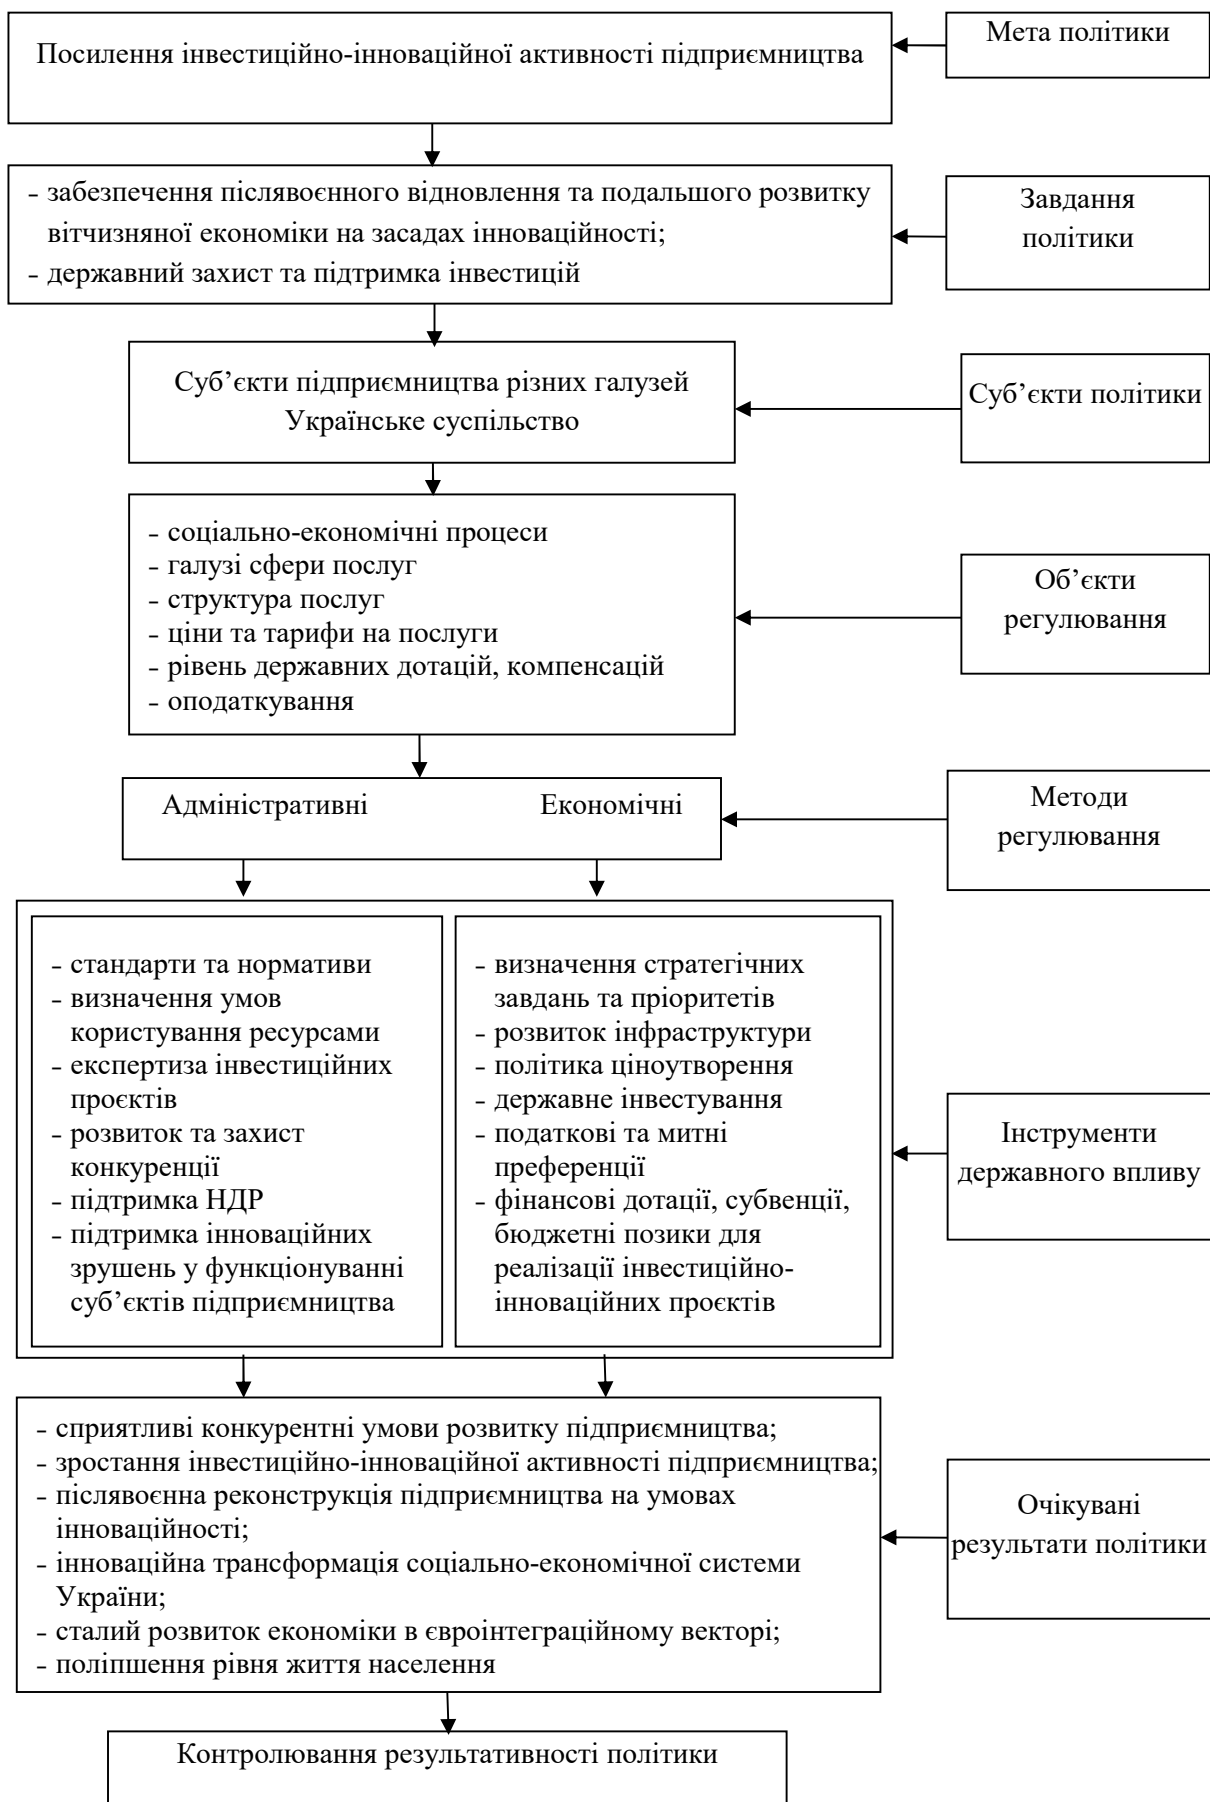 Посилення інвестиційно-інноваційної активності підприємництва
Мета політики
- забезпечення післявоєнного відновлення та подальшого розвитку
вітчизняної економіки на засадах інноваційності;
- державний захист та підтримка інвестицій
Завдання
політики
Суб’єкти підприємництва різних галузей
Українське суспільство
Суб’єкти політики
- соціально-економічні процеси
- галузі сфери послуг
- структура послуг
- ціни та тарифи на послуги
- рівень державних дотацій, компенсацій
- оподаткування
Об’єкти
регулювання
Адміністративні
Економічні
Методи
регулювання
- стандарти та нормативи
- визначення умов
користування ресурсами
- експертиза інвестиційних
проєктів
- розвиток та захист
конкуренції
- підтримка НДР
- підтримка інноваційних
зрушень у функціонуванні
суб’єктів підприємництва
- визначення стратегічних
завдань та пріоритетів
- розвиток інфраструктури
- політика ціноутворення
- державне інвестування
- податкові та митні
преференції
- фінансові дотації, субвенції,
бюджетні позики для
реалізації інвестиційно-
інноваційних проєктів
Інструменти
державного впливу
- сприятливі конкурентні умови розвитку підприємництва;
- зростання інвестиційно-інноваційної активності підприємництва;
- післявоєнна реконструкція підприємництва на умовах
інноваційності;
- інноваційна трансформація соціально-економічної системи
України;
- сталий розвиток економіки в євроінтеграційному векторі;
- поліпшення рівня життя населення
Очікувані
результати політики
Контролювання результативності політики